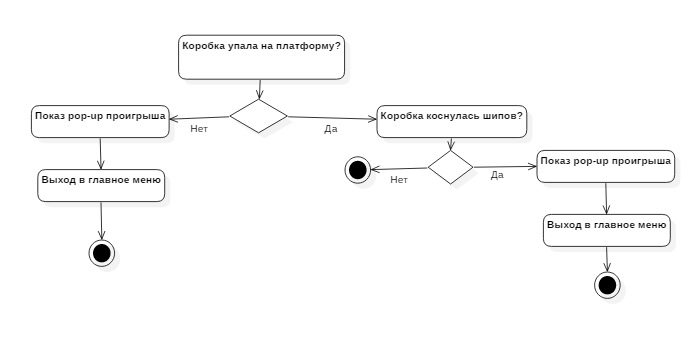 Коробка упала на платформу?
Показ pop-up проигрыша
Нет
Да
Коробка коснулась шипов?
Выход в главное меню
Нет
Да
Показ pop-up проигрыша
Выход в главное меню